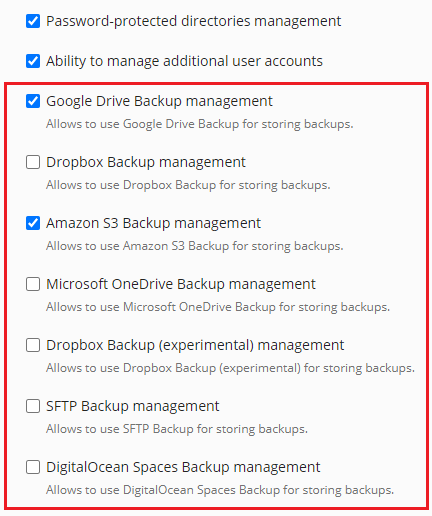 Password-protected directories management
Ability to manage additional user accounts
Google Drive Backup management
Allows to use Google Drive Backup for storing backups.
Dropbox Backup management
Allows to use Dropbox Backup for storing backups.
Amazon S3 Backup management
Allows to use Amazon S3 Backup for storing backups.
Microsoft OneDrive Backup management
Allows to use Microsoft OneDrive Backup for storing backups.
Dropbox Backup (experimental) management
Allows to use Dropbox Backup (experimental) for storing backups.
SFTP Backup management
Allows to use SFTP Backup for storing backups.
DigitalOcean Spaces Backup management
Allows to use DigitalOcean Spaces Backup for storing backups.